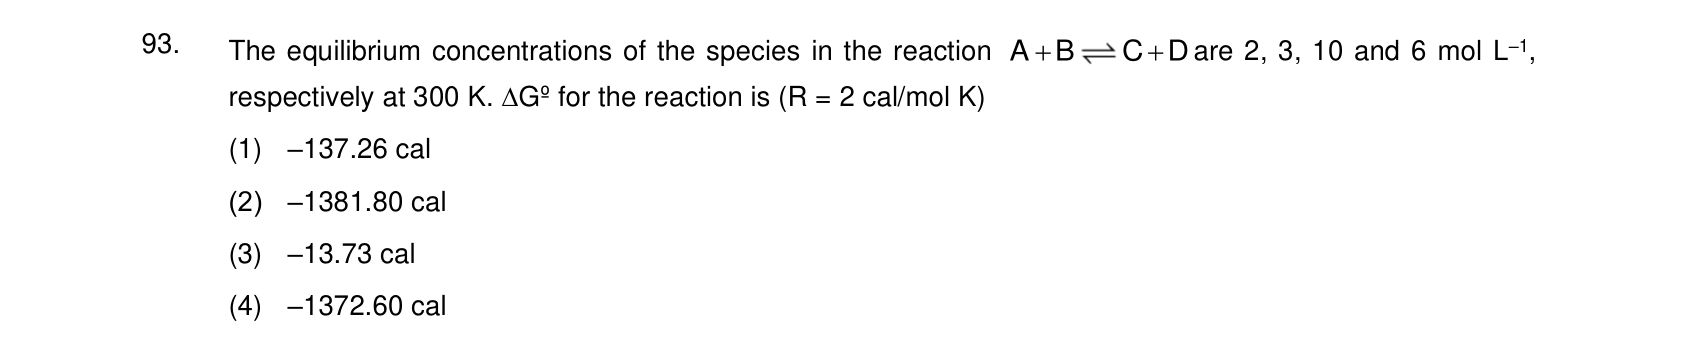 93. The equilibrium concentrations of the species in the reaction A+B⇌C+D are 2, 3, 10 and 6 mol L⁻¹,
respectively at 300 K. ΔGº for the reaction is (R = 2 cal/mol K)
(1) –137.26 cal
(2) –1381.80 cal
(3) –13.73 cal
(4) –1372.60 cal